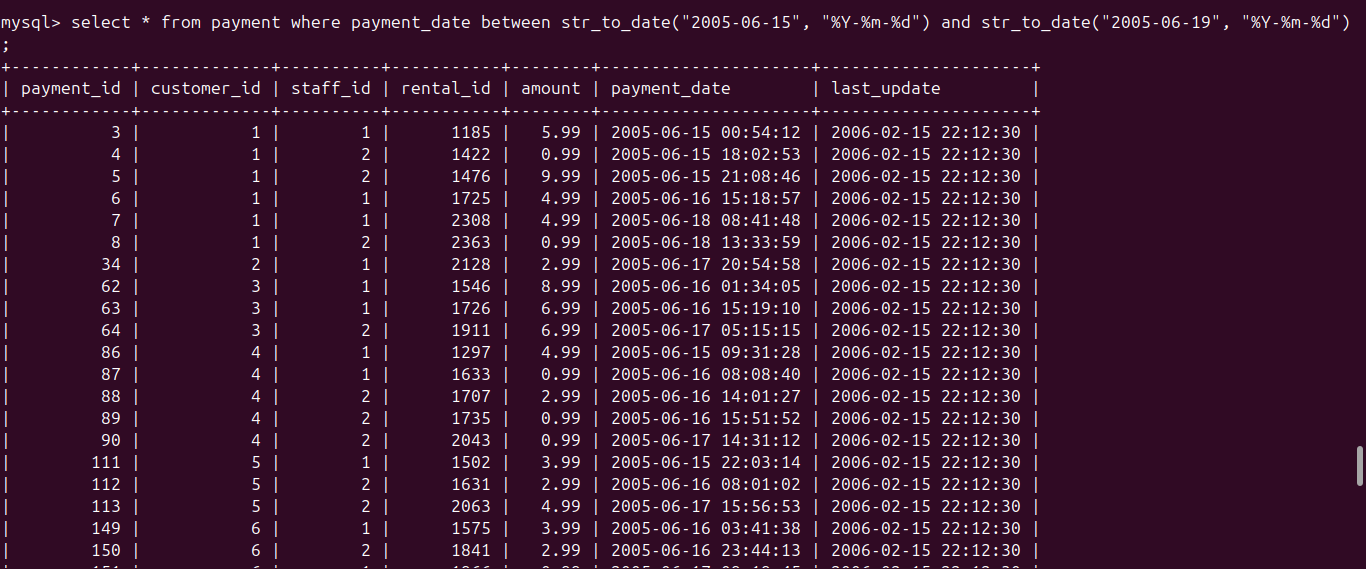 mysql> select * from payment where payment_date between str_to_date("2005-06-15", "%Y-%m-%d") and str_to_date("2005-06-19", "%Y-%m-%d")
;
+------------+-------------+----------+-----------+--------+---------------------+---------------------+
| payment_id | customer_id | staff_id | rental_id | amount | payment_date        | last_update         |
+------------+-------------+----------+-----------+--------+---------------------+---------------------+
|          3 |           1 |        1 |      1185 |   5.99 | 2005-06-15 00:54:12 | 2006-02-15 22:12:30 |
|          4 |           1 |        2 |      1422 |   0.99 | 2005-06-15 18:02:53 | 2006-02-15 22:12:30 |
|          5 |           1 |        2 |      1476 |   9.99 | 2005-06-15 21:08:46 | 2006-02-15 22:12:30 |
|          6 |           1 |        1 |      1725 |   4.99 | 2005-06-16 15:18:57 | 2006-02-15 22:12:30 |
|          7 |           1 |        1 |      2308 |   4.99 | 2005-06-18 08:41:48 | 2006-02-15 22:12:30 |
|          8 |           1 |        2 |      2363 |   0.99 | 2005-06-18 13:33:59 | 2006-02-15 22:12:30 |
|         34 |           2 |        1 |      2128 |   2.99 | 2005-06-17 20:54:58 | 2006-02-15 22:12:30 |
|         62 |           3 |        1 |      1546 |   8.99 | 2005-06-16 01:34:05 | 2006-02-15 22:12:30 |
|         63 |           3 |        1 |      1726 |   6.99 | 2005-06-16 15:19:10 | 2006-02-15 22:12:30 |
|         64 |           3 |        2 |      1911 |   6.99 | 2005-06-17 05:15:15 | 2006-02-15 22:12:30 |
|         86 |           4 |        1 |      1297 |   4.99 | 2005-06-15 09:31:28 | 2006-02-15 22:12:30 |
|         87 |           4 |        1 |      1633 |   0.99 | 2005-06-16 08:08:40 | 2006-02-15 22:12:30 |
|         88 |           4 |        2 |      1707 |   2.99 | 2005-06-16 14:01:27 | 2006-02-15 22:12:30 |
|         89 |           4 |        2 |      1735 |   0.99 | 2005-06-16 15:51:52 | 2006-02-15 22:12:30 |
|         90 |           4 |        2 |      2043 |   0.99 | 2005-06-17 14:31:12 | 2006-02-15 22:12:30 |
|        111 |           5 |        1 |      1502 |   3.99 | 2005-06-15 22:03:14 | 2006-02-15 22:12:30 |
|        112 |           5 |        2 |      1631 |   2.99 | 2005-06-16 08:01:02 | 2006-02-15 22:12:30 |
|        113 |           5 |        2 |      2063 |   4.99 | 2005-06-17 15:56:53 | 2006-02-15 22:12:30 |
|        149 |           6 |        1 |      1575 |   3.99 | 2005-06-16 03:41:38 | 2006-02-15 22:12:30 |
|        150 |           6 |        2 |      1841 |   2.99 | 2005-06-16 23:44:13 | 2006-02-15 22:12:30 |